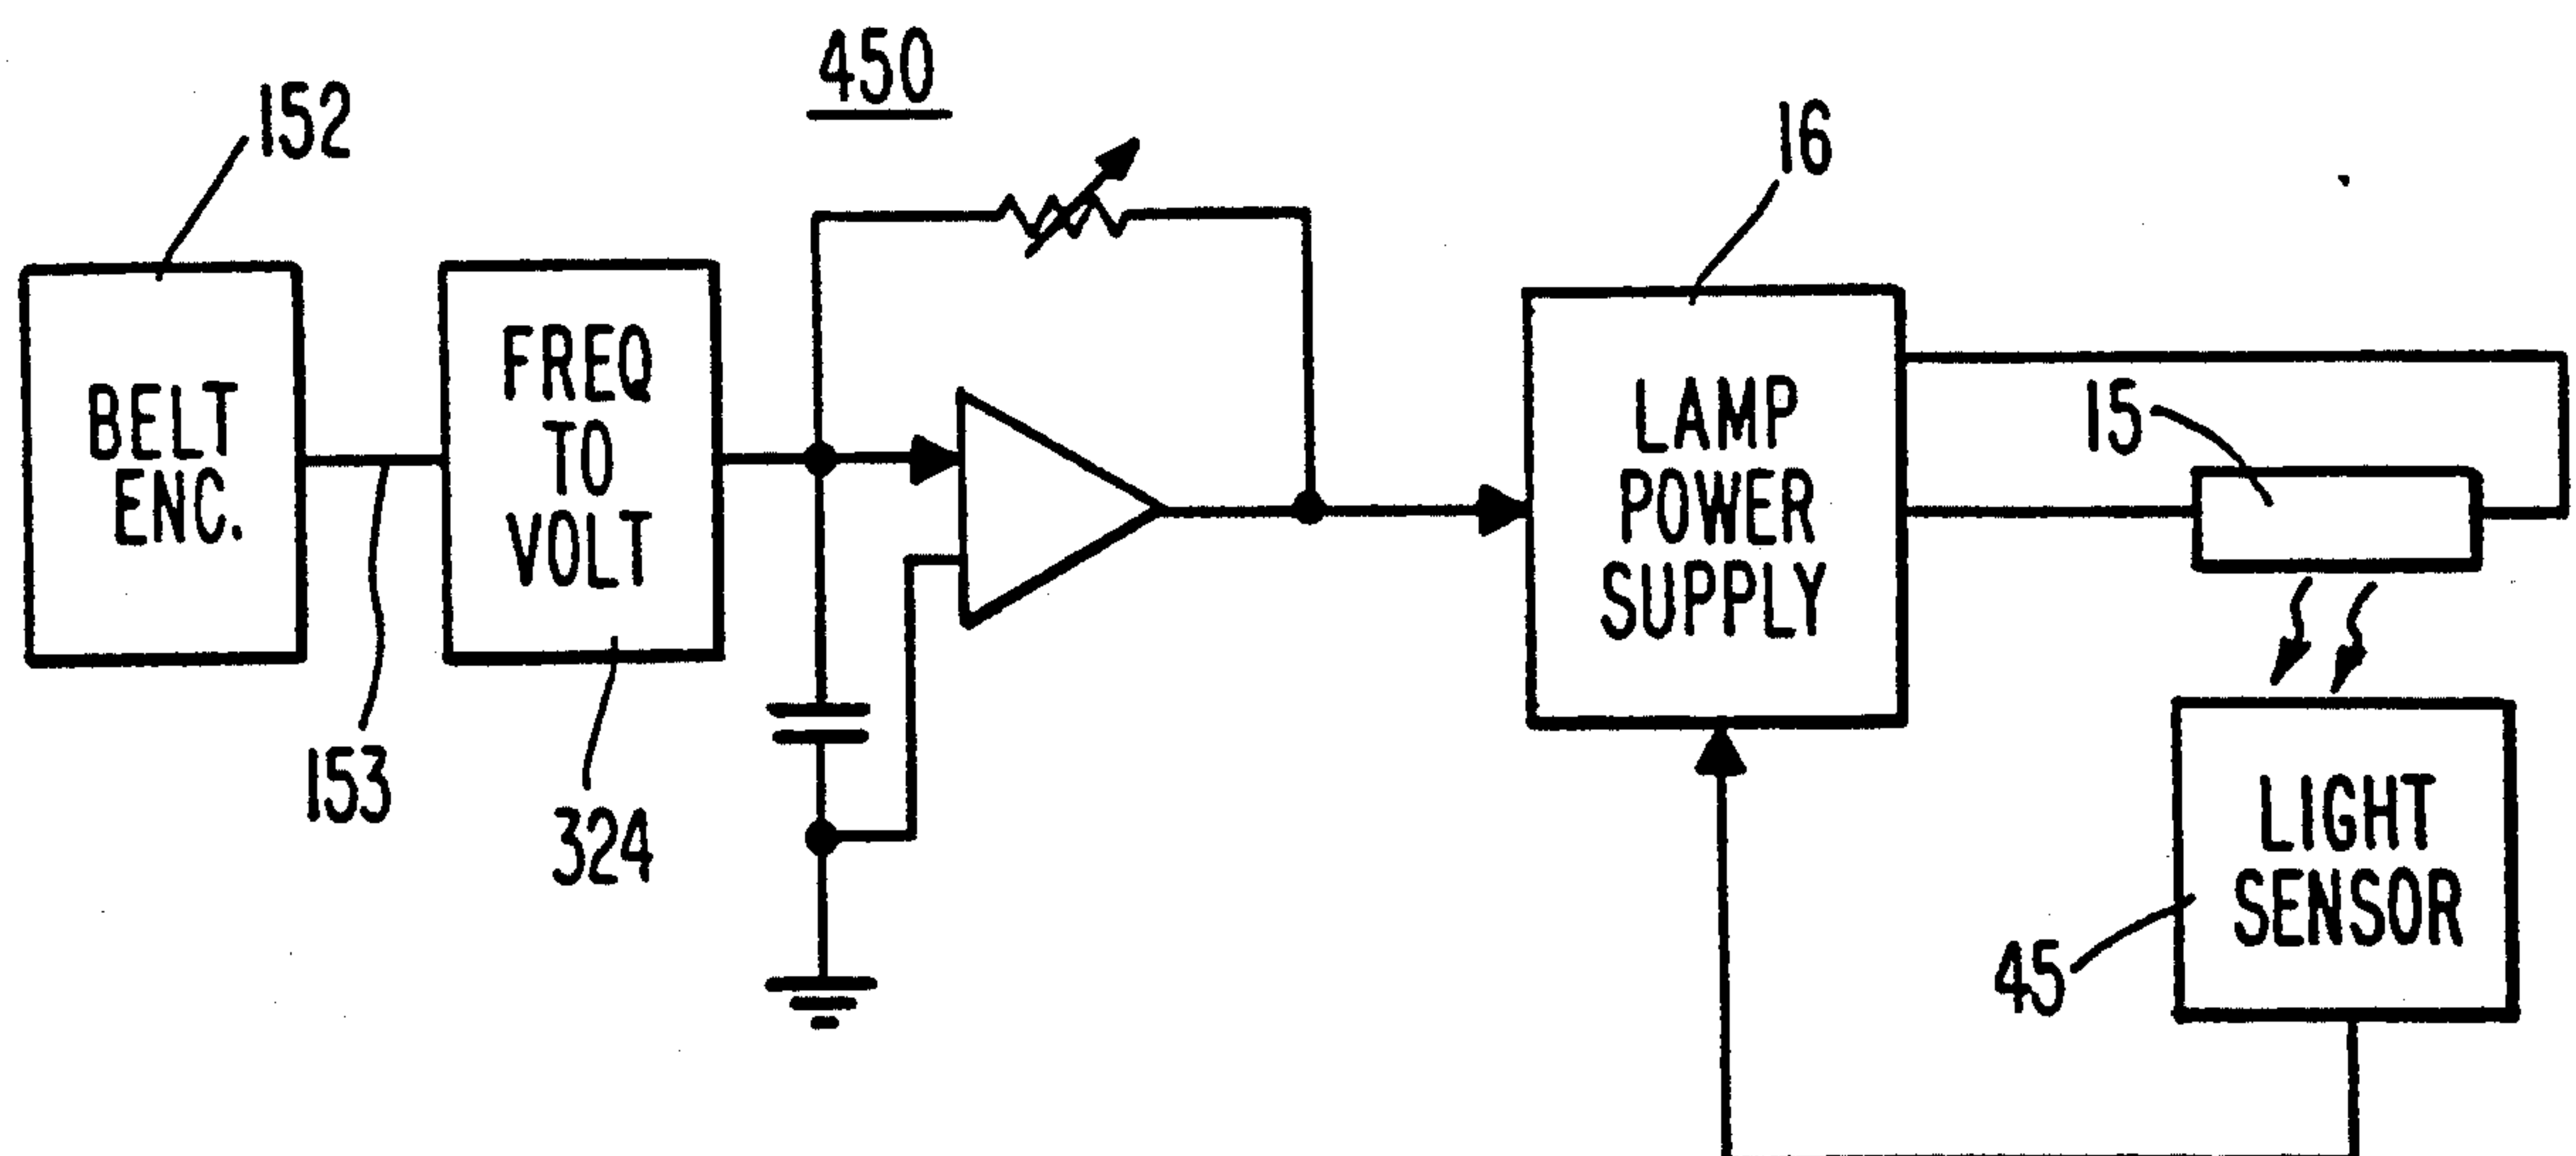 450
152
BELT
ENC.
153
FREQ
TO
VOLT
324
16
LAMP
POWER
SUPPLY
15
LIGHT
SENSOR
45